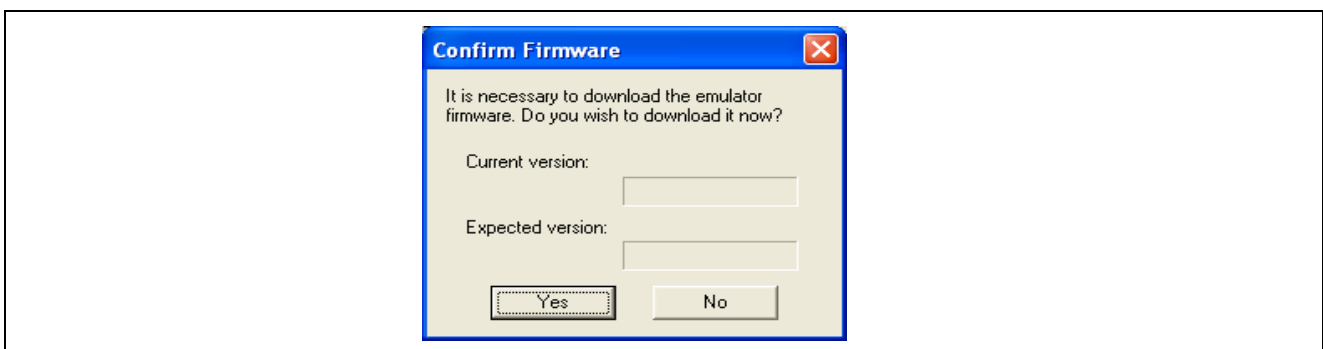 Confirm Firmware
It is necessary to download the emulator
firmware. Do you wish to download it now?
Current version:
Expected version:
Yes
No